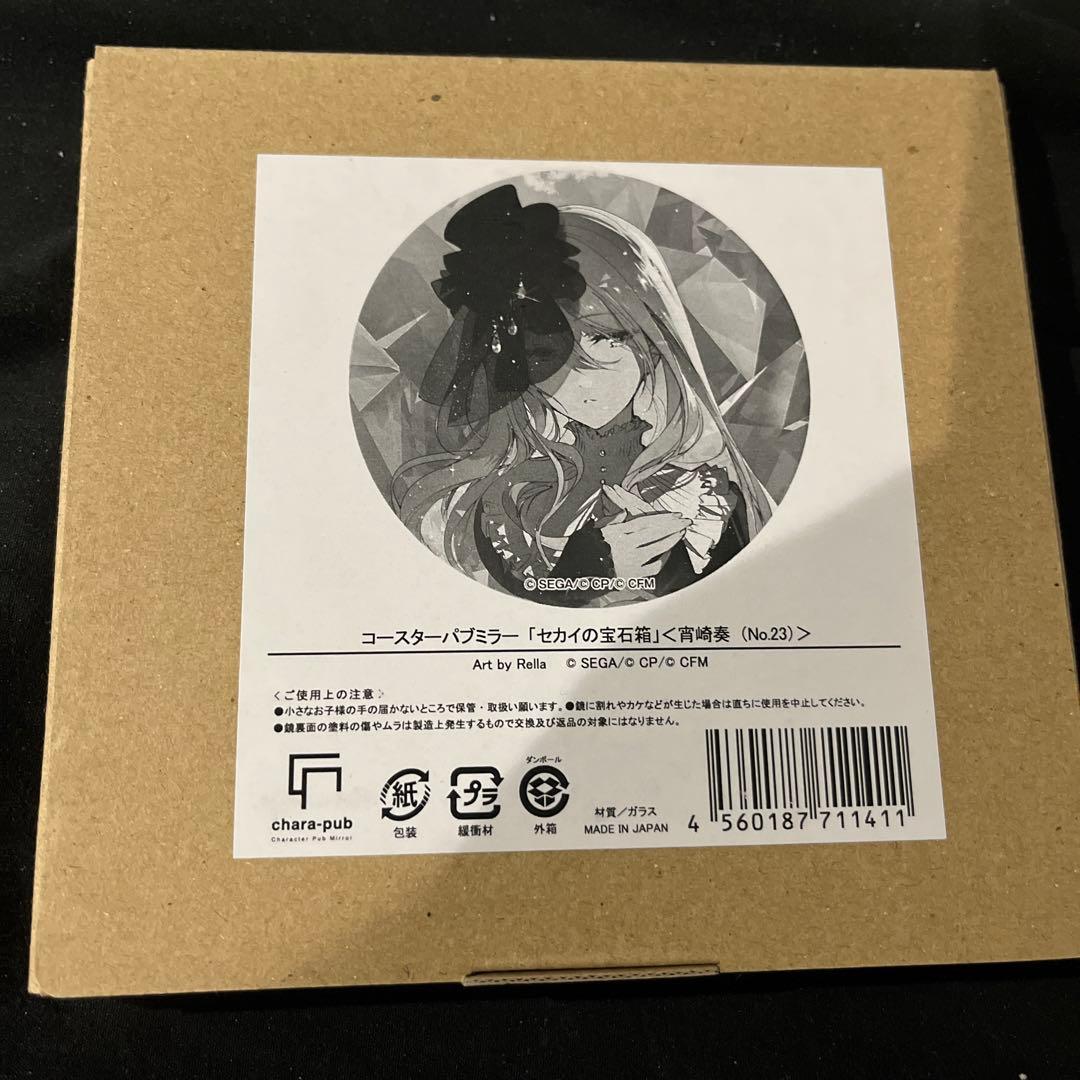 © SEGA/© CP/© CFM
コースターパブミラー「セカイの宝石箱」＜宵崎奏（No.23）＞
Art by Rella © SEGA/© CP/© CFM
＜ご使用上の注意＞
●小さなお子様の手の届かないところで保管・取扱い願います。●鏡に割れやカケなどが生じた場合は直ちに使用を中止してください。
●鏡裏面の塗料の傷やムラは製造上発生するもので交換及び返品の対象にはなりません。
chara-pub
Character Pub Mirror
紙
包装
プラ
緩衝材
ダンボール
外箱
材質／ガラス
MADE IN JAPAN
4 560187 711411